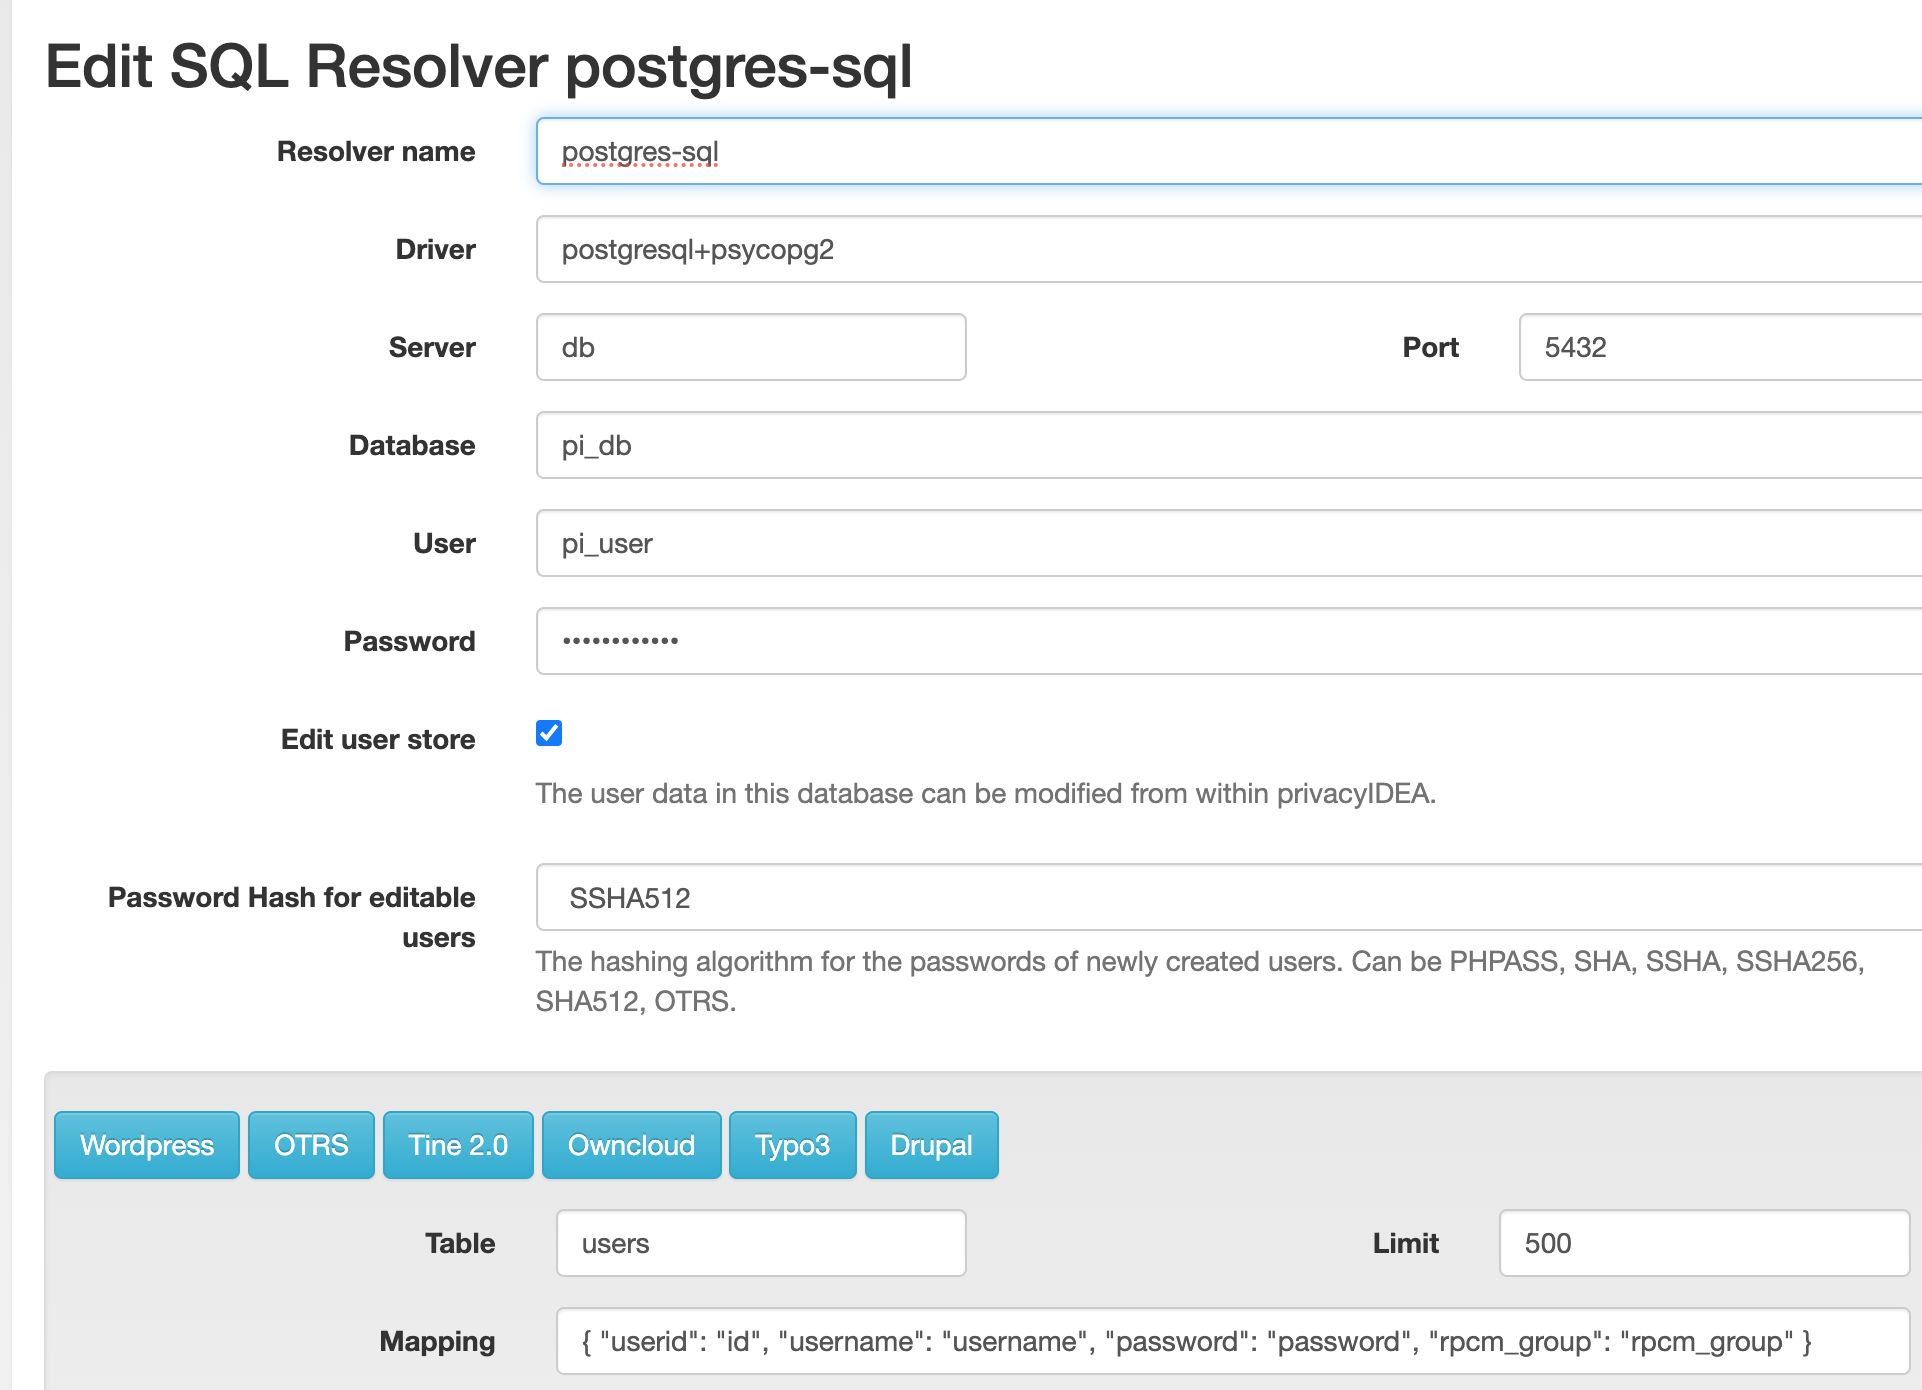 Edit SQL Resolver postgres-sql
Resolver name postgres-sql
Driver postgresql+psycopg2
Server db Port 5432
Database pi_db
User pi_user
Password ••••••••••••
Edit user store
The user data in this database can be modified from within privacyIDEA.
Password Hash for editable
users
SSHA512
The hashing algorithm for the passwords of newly created users. Can be PHPASS, SHA, SSHA, SSHA256,
SHA512, OTRS.
Wordpress OTRS Tine 2.0 Owncloud Typo3 Drupal
Table users Limit 500
Mapping { "userid": "id", "username": "username", "password": "password", "rpcm_group": "rpcm_group" }